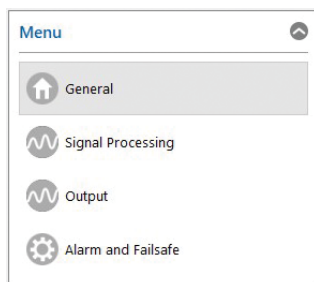 Menu
General
Signal Processing
Output
Alarm and Failsafe